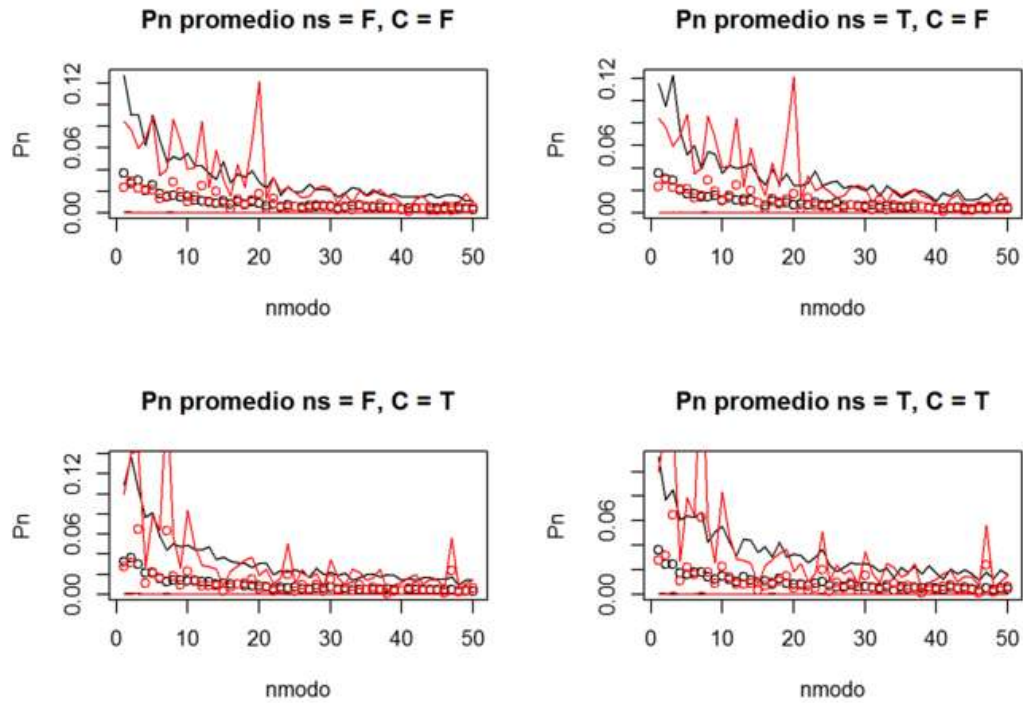 Pn promedio ns = F, C = F
Pn
0.00 0.06 0.12
0 10 20 30 40 50
nmodo
Pn promedio ns = T, C = F
Pn
0.00 0.06 0.12
0 10 20 30 40 50
nmodo
Pn promedio ns = F, C = T
Pn
0.00 0.06 0.12
0 10 20 30 40 50
nmodo
Pn promedio ns = T, C = T
Pn
0.00 0.06
0 10 20 30 40 50
nmodo